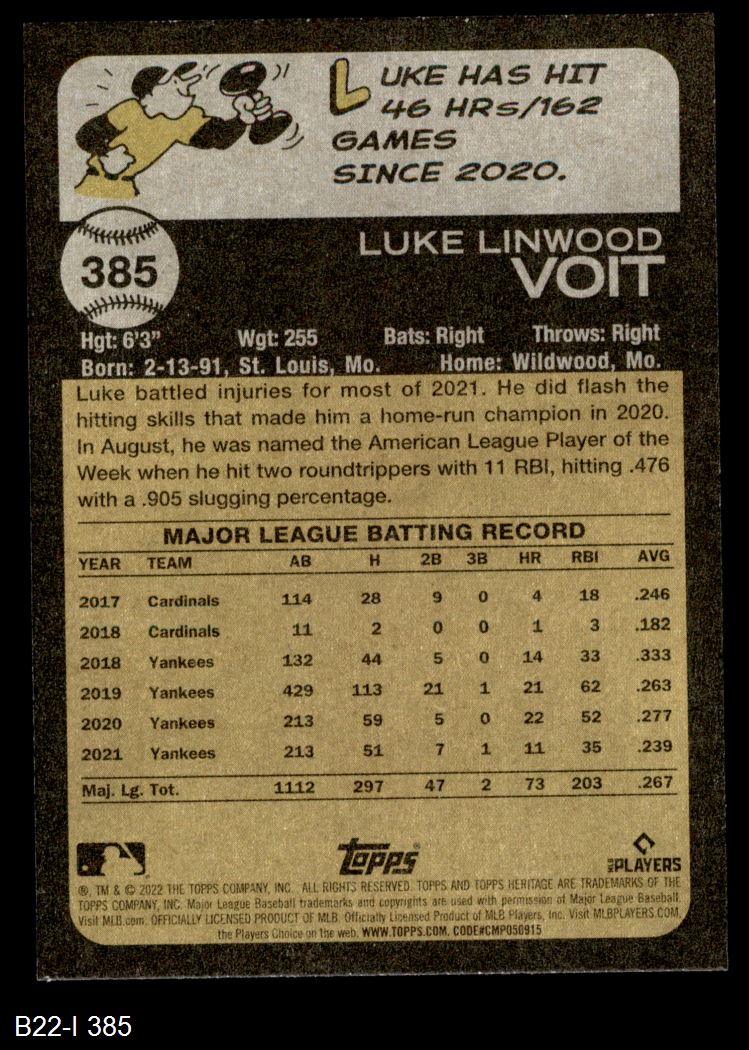 LUKE HAS HIT
46 HRs/162
GAMES
SINCE 2020.
385
LUKE LINWOOD
VOIT
Hgt: 6'3" Wgt: 255 Bats: Right Throws: Right
Born: 2-13-91, St. Louis, Mo. Home: Wildwood, Mo.
Luke battled injuries for most of 2021. He did flash the
hitting skills that made him a home-run champion in 2020.
In August, he was named the American League Player of the
Week when he hit two roundtrippers with 11 RBI, hitting .476
with a .905 slugging percentage.
MAJOR LEAGUE BATTING RECORD
YEAR TEAM AB H 2B 3B HR RBI AVG
2017 Cardinals 114 28 9 0 4 18 .246
2018 Cardinals 11 2 0 0 1 3 .182
2018 Yankees 132 44 5 0 14 33 .333
2019 Yankees 429 113 21 1 21 62 .263
2020 Yankees 213 59 5 0 22 52 .277
2021 Yankees 213 51 7 1 11 35 .239
Maj. Lg. Tot. 1112 297 47 2 73 203 .267
topps
MLB PLAYERS
®, TM & © 2022 THE TOPPS COMPANY, INC. ALL RIGHTS RESERVED. TOPPS AND TOPPS HERITAGE ARE TRADEMARKS OF THE
TOPPS COMPANY, INC. Major League Baseball trademarks and copyrights are used with permission of Major League Baseball.
Visit MLB.com. OFFICIALLY LICENSED PRODUCT OF MLB. Officially Licensed Product of MLB Players, Inc. Visit MLBPLAYERS.COM,
the Players Choice on the web. WWW.TOPPS.COM. CODE#CMP050915
B22-I 385